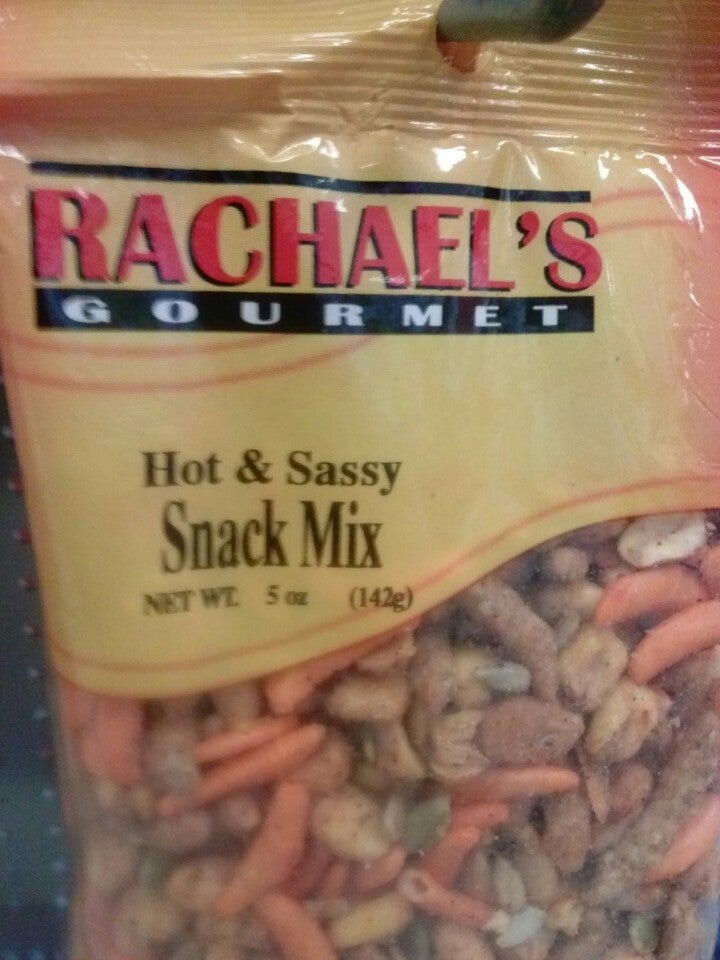 RACHAEL'S
GOURMET
Hot & Sassy
Snack Mix
NET WT. 5 oz (142g)